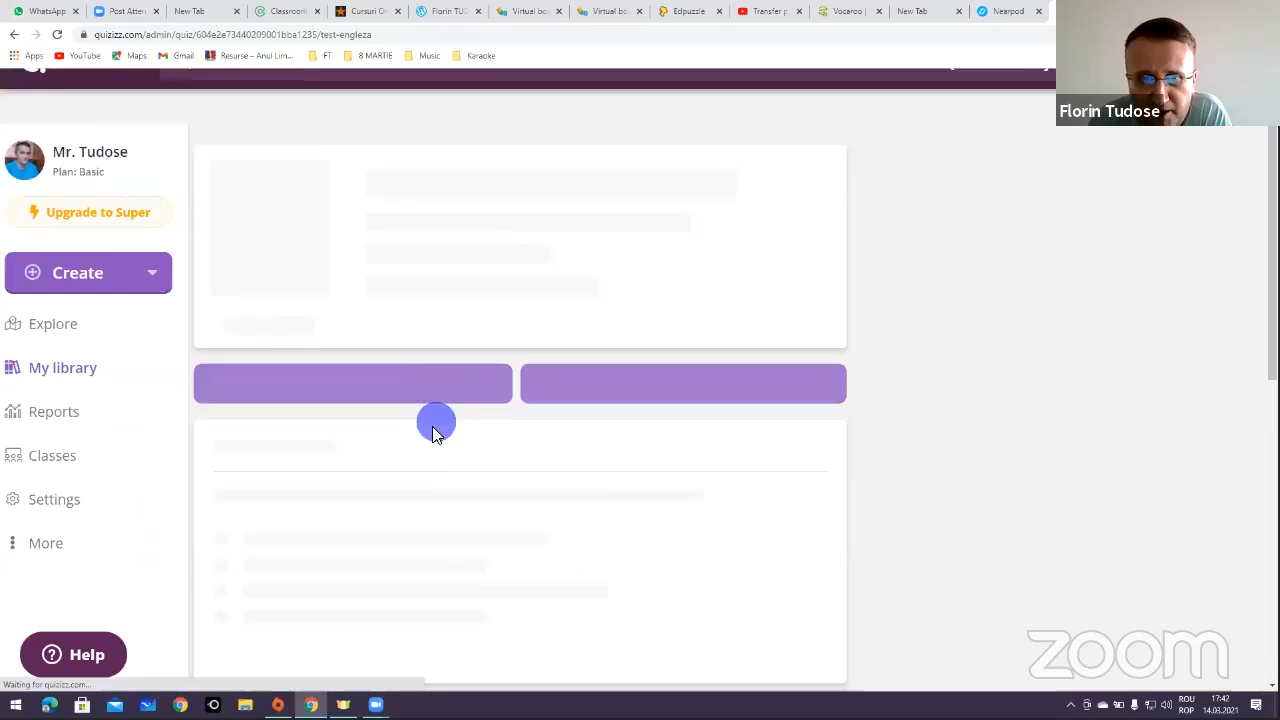 WhatsApp
Post Atten
New Tab
Classroom
Cursuri On
Florin TUD
Virtual bo
Virtual bo
Edpuzzle
Transfer p
Vocaroo |
New Tab
Nearpod
quizizz.com/admin/quiz/604e2e73440209001bba1235/test-engleza
Apps
YouTube
Maps
Gmail
Resurse – Anul Lim...
FT
8 MARTIE
Music
Karaoke
Florin Tudose
Mr. Tudose
Plan: Basic
Upgrade to Super
Create
Explore
My library
Reports
Classes
Settings
More
Help
zoom
Waiting for quizizz.com...
ROU
ROP
17:42
14.03.2021